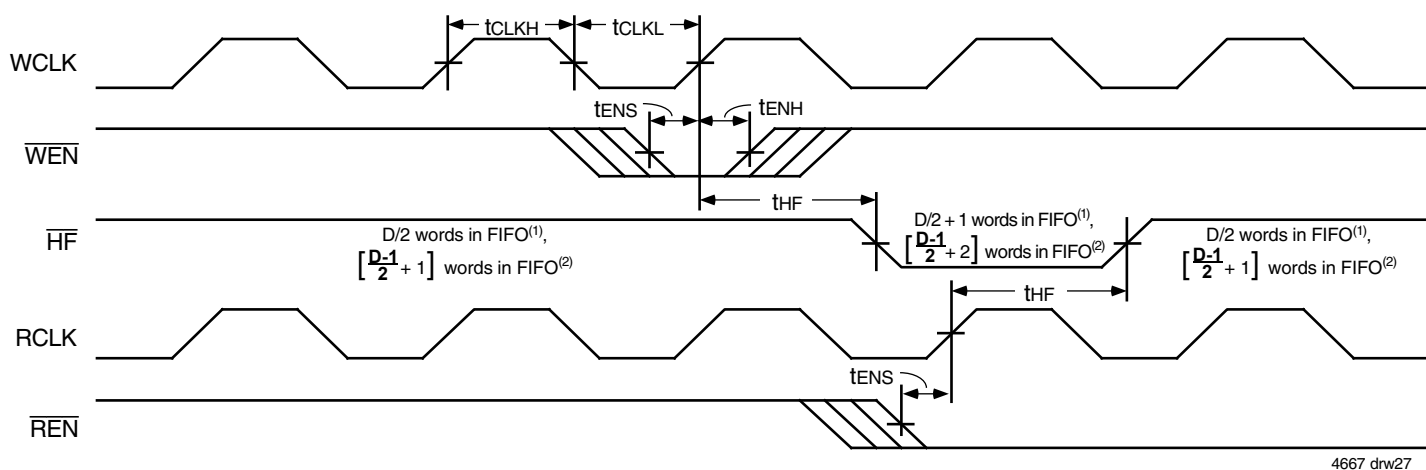 tCLKH tCLKL
WCLK
tENS tENH
WEN
tHF
HF
D/2 words in FIFO(1),
[D-1/2 + 1] words in FIFO(2)
D/2 + 1 words in FIFO(1),
[D-1/2 + 2] words in FIFO(2)
D/2 words in FIFO(1),
[D-1/2 + 1] words in FIFO(2)
tHF
RCLK
tENS
REN
4667 drw27